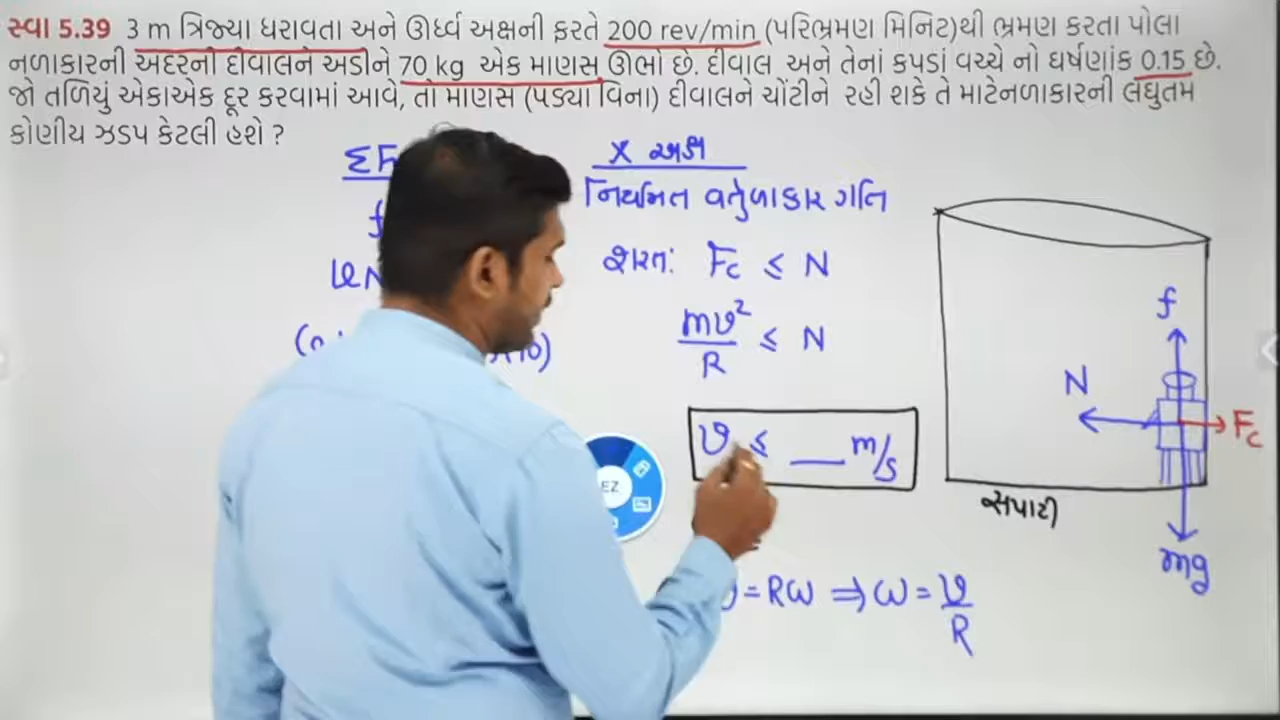 સ્વા 5.39 3 m ત્રિજ્યા ધરાવતા અને ઊર્ધ્વ અક્ષની ફરતે 200 rev/min (પરિભ્રમણ મિનિટ)થી ભ્રમણ કરતા પોલા
નળાકારની અંદરની દીવાલને અડીને 70 kg એક માણસ ઊભો છે. દીવાલ અને તેનાં કપડાં વચ્ચે નો ઘર્ષણાંક 0.15 છે.
જો તળિયું એકાએક દૂર કરવામાં આવે, તો માણસ (પડ્યા વિના) દીવાલને ચોંટીને રહી શકે તે માટેનળાકારની લઘુતમ
કોણીય ઝડપ કેટલી હશે ?
X અક્ષ
નિયમિત વર્તુળાકાર ગતિ
શરત: Fc ≤ N
mv²/R ≤ N
v ≤ __ m/s
= Rω ⇒ ω = v/R
f
N
Fc
mg
સપાટી
EZ